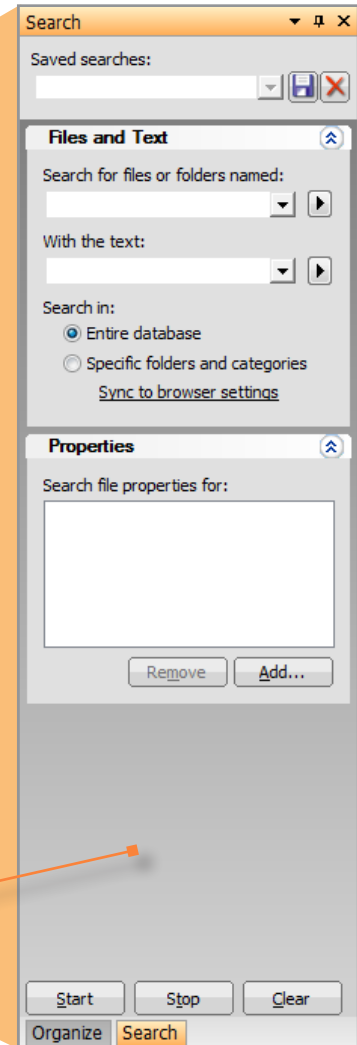 Search
Saved searches:
Files and Text
Search for files or folders named:
With the text:
Search in:
Entire database
Specific folders and categories
Sync to browser settings
Properties
Search file properties for:
Remove Add...
Start Stop Clear
Organize Search